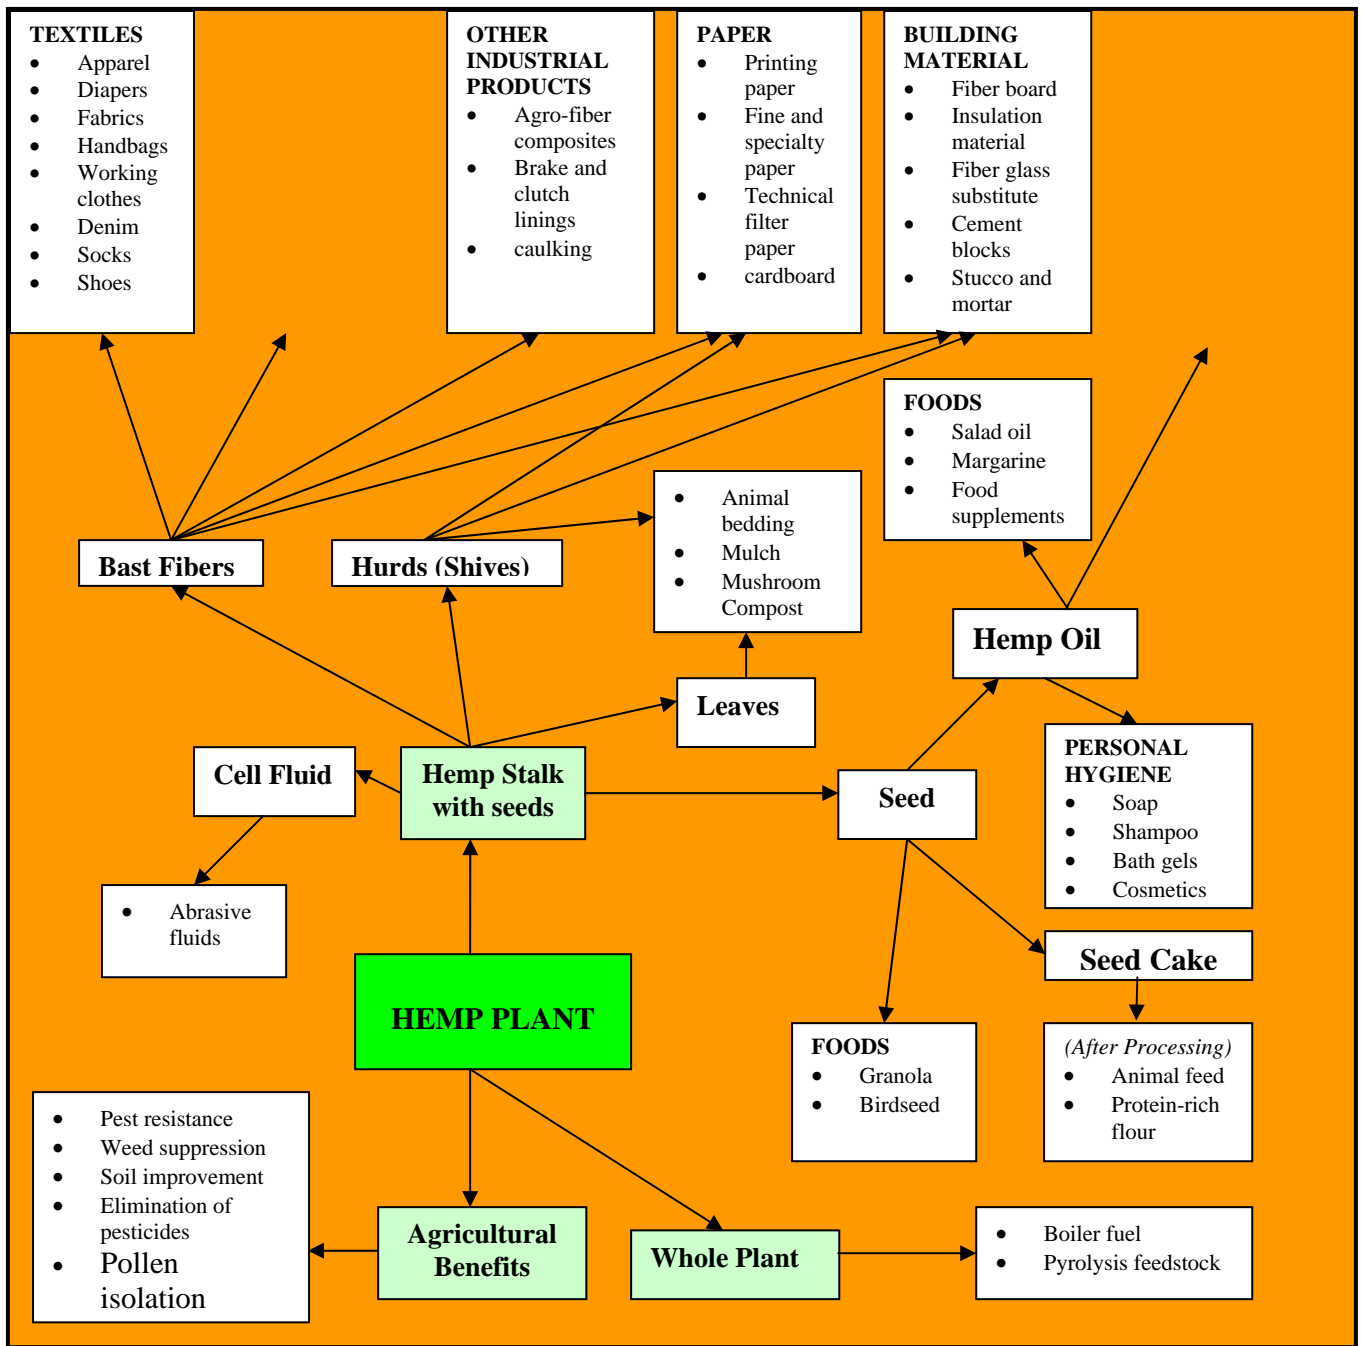 TEXTILES
• Apparel
• Diapers
• Fabrics
• Handbags
• Working
clothes
• Denim
• Socks
• Shoes
OTHER
INDUSTRIAL
PRODUCTS
• Agro-fiber
composites
• Brake and
clutch
linings
• caulking
PAPER
• Printing
paper
• Fine and
specialty
paper
• Technical
filter
paper
• cardboard
BUILDING
MATERIAL
• Fiber board
• Insulation
material
• Fiber glass
substitute
• Cement
blocks
• Stucco and
mortar
FOODS
• Salad oil
• Margarine
• Food
supplements
• Animal
bedding
• Mulch
• Mushroom
Compost
Bast Fibers
Hurds (Shives)
Hemp Oil
Leaves
PERSONAL
HYGIENE
• Soap
• Shampoo
• Bath gels
• Cosmetics
Cell Fluid
Hemp Stalk
with seeds
Seed
• Abrasive
fluids
Seed Cake
HEMP PLANT
FOODS
• Granola
• Birdseed
(After Processing)
• Animal feed
• Protein-rich
flour
• Pest resistance
• Weed suppression
• Soil improvement
• Elimination of
pesticides
• Pollen
isolation
Agricultural
Benefits
Whole Plant
• Boiler fuel
• Pyrolysis feedstock